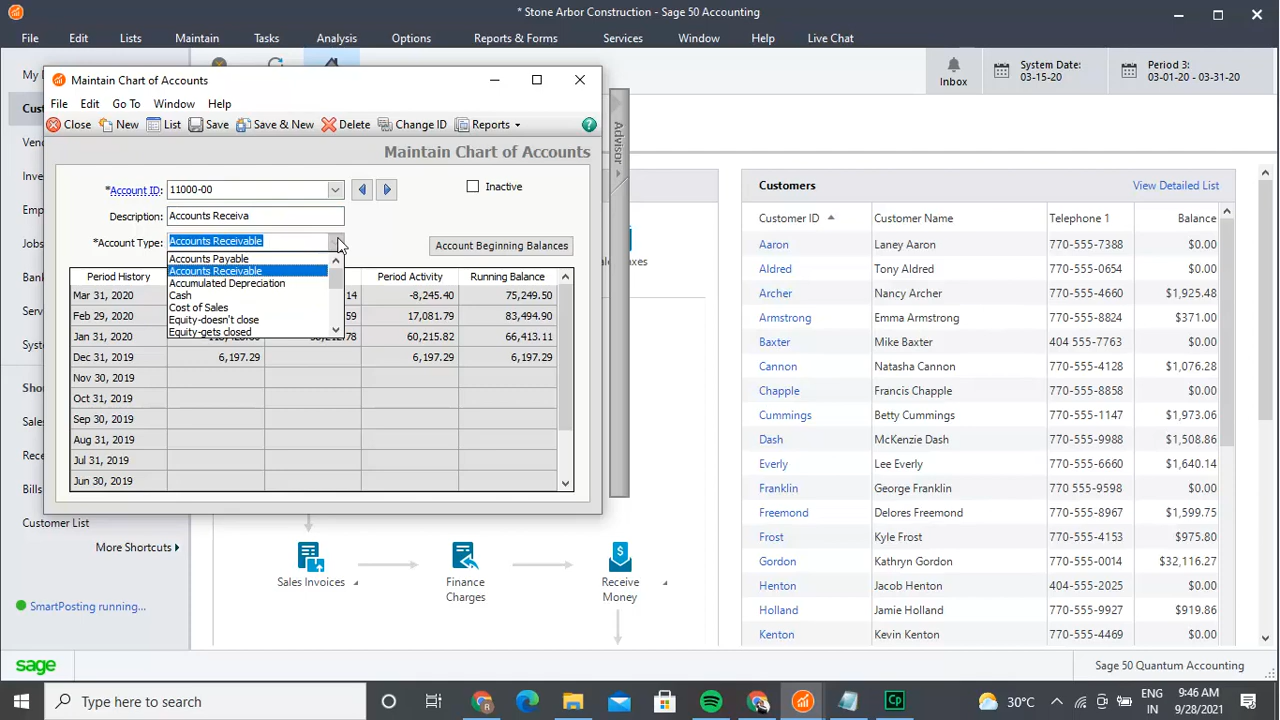 * Stone Arbor Construction - Sage 50 Accounting
File Edit Lists Maintain Tasks Analysis Options Reports & Forms Services Window Help Live Chat
Inbox
System Date:
03-15-20
Period 3:
03-01-20 - 03-31-20
Maintain Chart of Accounts
File Edit Go To Window Help
Close New List Save Save & New Delete Change ID Reports
Maintain Chart of Accounts
*Account ID: 11000-00
Inactive
Description: Accounts Receiva
*Account Type: Accounts Receivable
Account Beginning Balances
Accounts Payable
Accounts Receivable
Accumulated Depreciation
Cash
Cost of Sales
Equity-doesn't close
Equity-gets closed
Period History Period Activity Running Balance
Mar 31, 2020 14 -8,245.40 75,249.50
Feb 29, 2020 59 17,081.79 83,494.90
Jan 31, 2020 60,215.82 66,413.11
Dec 31, 2019 6,197.29 6,197.29 6,197.29
Nov 30, 2019
Oct 31, 2019
Sep 30, 2019
Aug 31, 2019
Jul 31, 2019
Jun 30, 2019
Advisor
My
Cus
Ven
Inve
Emp
Jobs
Ban
Serv
Syst
Sho
Sale
Rece
Bills
Customer List
More Shortcuts
SmartPosting running...
Sales Invoices
Finance
Charges
Receive
Money
Customers
View Detailed List
Customer ID Customer Name Telephone 1 Balance
Aaron Laney Aaron 770-555-7388 $0.00
Aldred Tony Aldred 770-555-0654 $0.00
Archer Nancy Archer 770-555-4660 $1,925.48
Armstrong Emma Armstrong 770-555-8824 $371.00
Baxter Mike Baxter 404 555-7763 $0.00
Cannon Natasha Cannon 770-555-4128 $1,076.28
Chapple Francis Chapple 770-555-8858 $0.00
Cummings Betty Cummings 770-555-1147 $1,973.06
Dash McKenzie Dash 770-555-9988 $1,508.86
Everly Lee Everly 770-555-6660 $1,640.14
Franklin George Franklin 770 555-9598 $0.00
Freemond Delores Freemond 770-555-8967 $1,599.75
Frost Kyle Frost 770-555-4153 $975.80
Gordon Kathryn Gordon 770-555-0014 $32,116.27
Henton Jacob Henton 404-555-2025 $0.00
Holland Jamie Holland 770-555-9927 $919.86
Kenton Kevin Kenton 770-555-4469 $0.00
sage
Sage 50 Quantum Accounting
Type here to search
30°C
ENG
IN
9:46 AM
9/28/2021